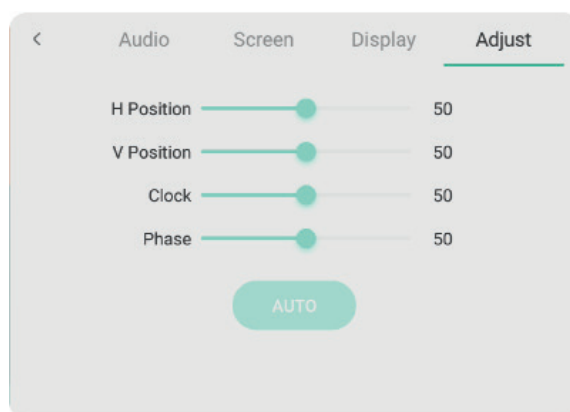 Audio Screen Display Adjust
H Position 50
V Position 50
Clock 50
Phase 50
AUTO